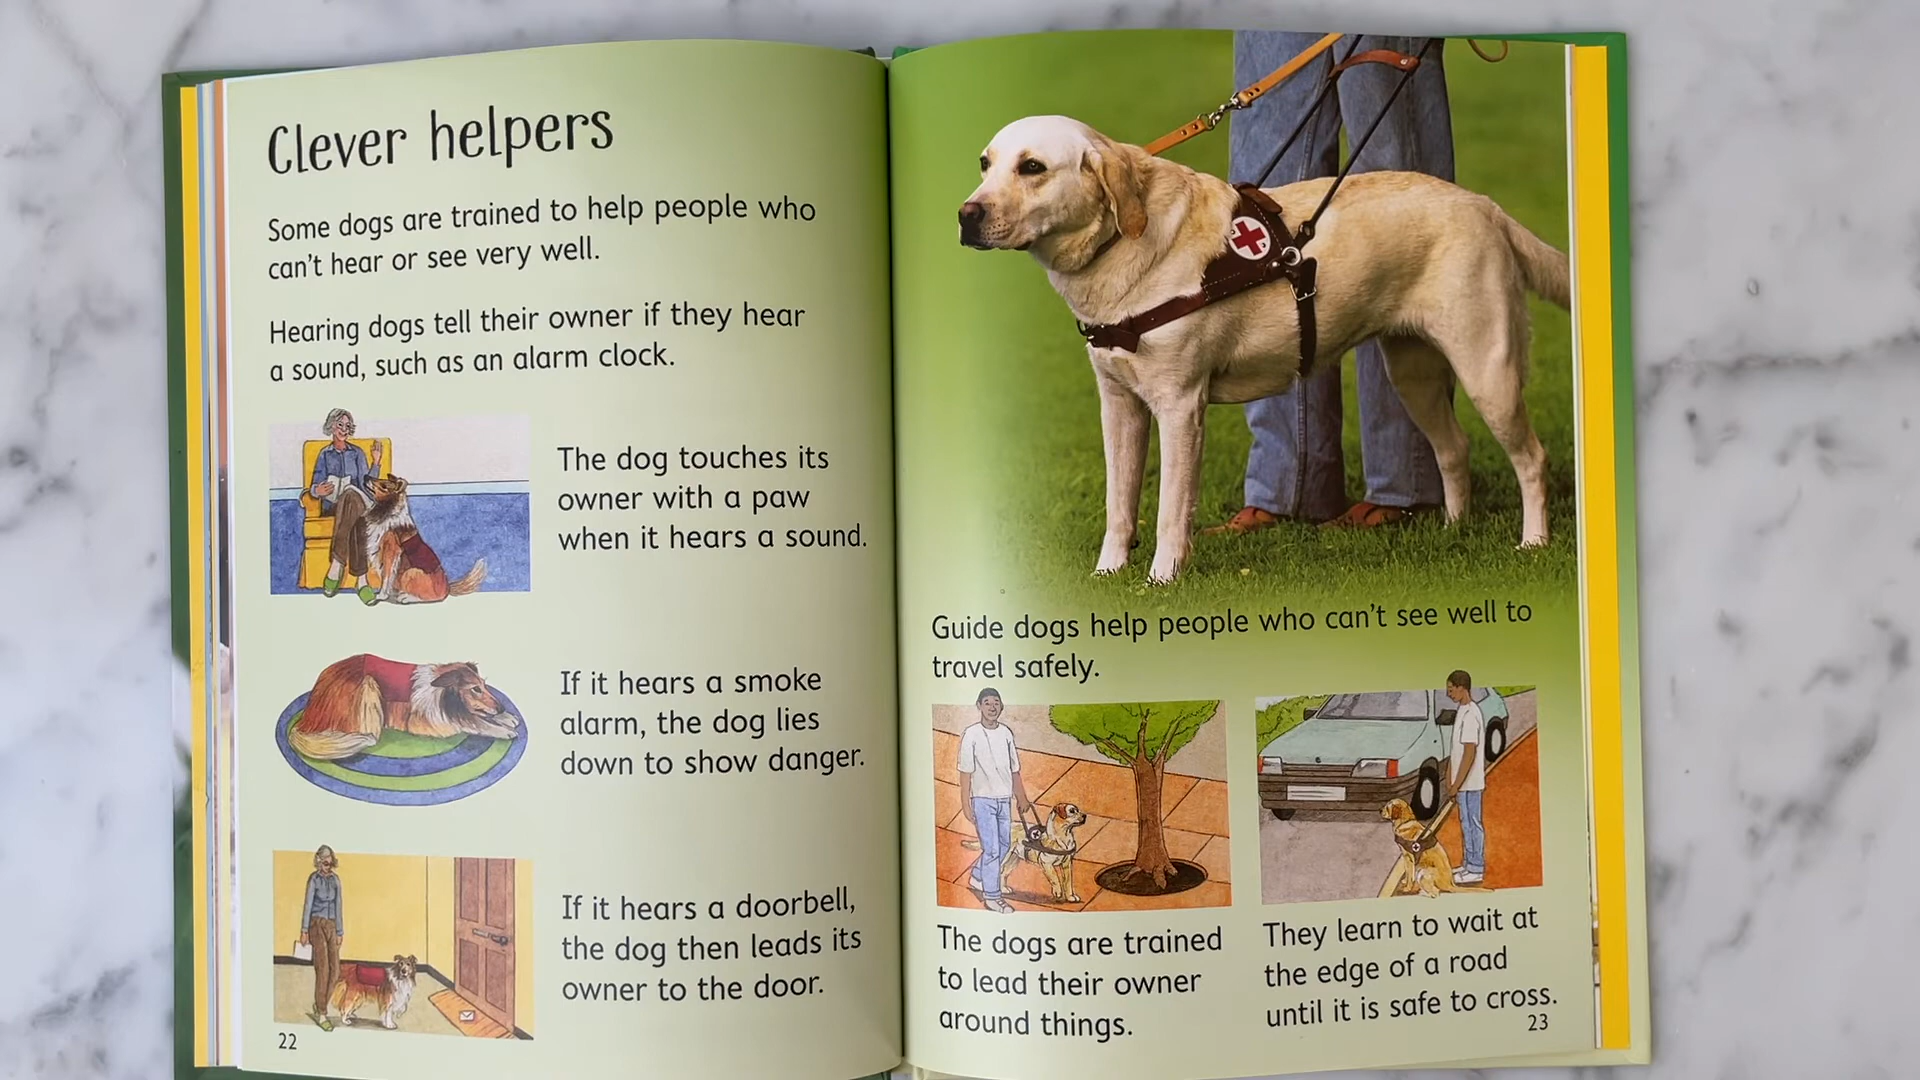 Clever helpers
Some dogs are trained to help people who
can't hear or see very well.
Hearing dogs tell their owner if they hear
a sound, such as an alarm clock.
The dog touches its
owner with a paw
when it hears a sound.
If it hears a smoke
alarm, the dog lies
down to show danger.
If it hears a doorbell,
the dog then leads its
owner to the door.
22
Guide dogs help people who can't see well to
travel safely.
The dogs are trained
to lead their owner
around things.
They learn to wait at
the edge of a road
until it is safe to cross.
23